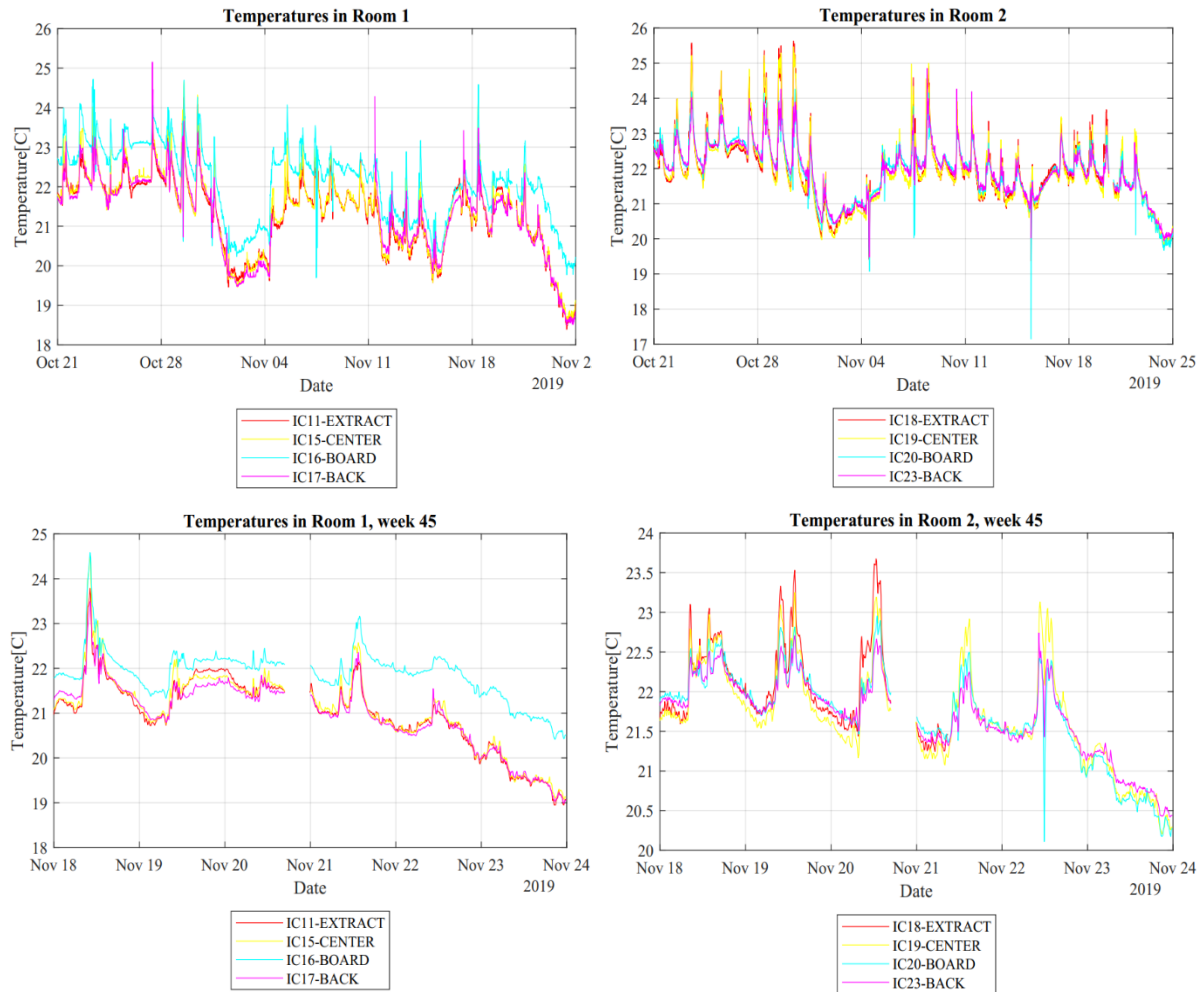 Temperatures in Room 1
26
25
24
23
22
21
20
19
18
Temperature[C]
Oct 21
Oct 28
Nov 04
Nov 11
Nov 18
Nov 2
Date
2019
IC11-EXTRACT
IC15-CENTER
IC16-BOARD
IC17-BACK
Temperatures in Room 2
26
25
24
23
22
21
20
19
18
17
Temperature[C]
Oct 21
Oct 28
Nov 04
Nov 11
Nov 18
Nov 25
Date
2019
IC18-EXTRACT
IC19-CENTER
IC20-BOARD
IC23-BACK
Temperatures in Room 1, week 45
25
24
23
22
21
20
19
18
Temperature[C]
Nov 18
Nov 19
Nov 20
Nov 21
Nov 22
Nov 23
Nov 24
Date
2019
IC11-EXTRACT
IC15-CENTER
IC16-BOARD
IC17-BACK
Temperatures in Room 2, week 45
24
23.5
23
22.5
22
21.5
21
20.5
20
Temperature[C]
Nov 18
Nov 19
Nov 20
Nov 21
Nov 22
Nov 23
Nov 24
Date
2019
IC18-EXTRACT
IC19-CENTER
IC20-BOARD
IC23-BACK